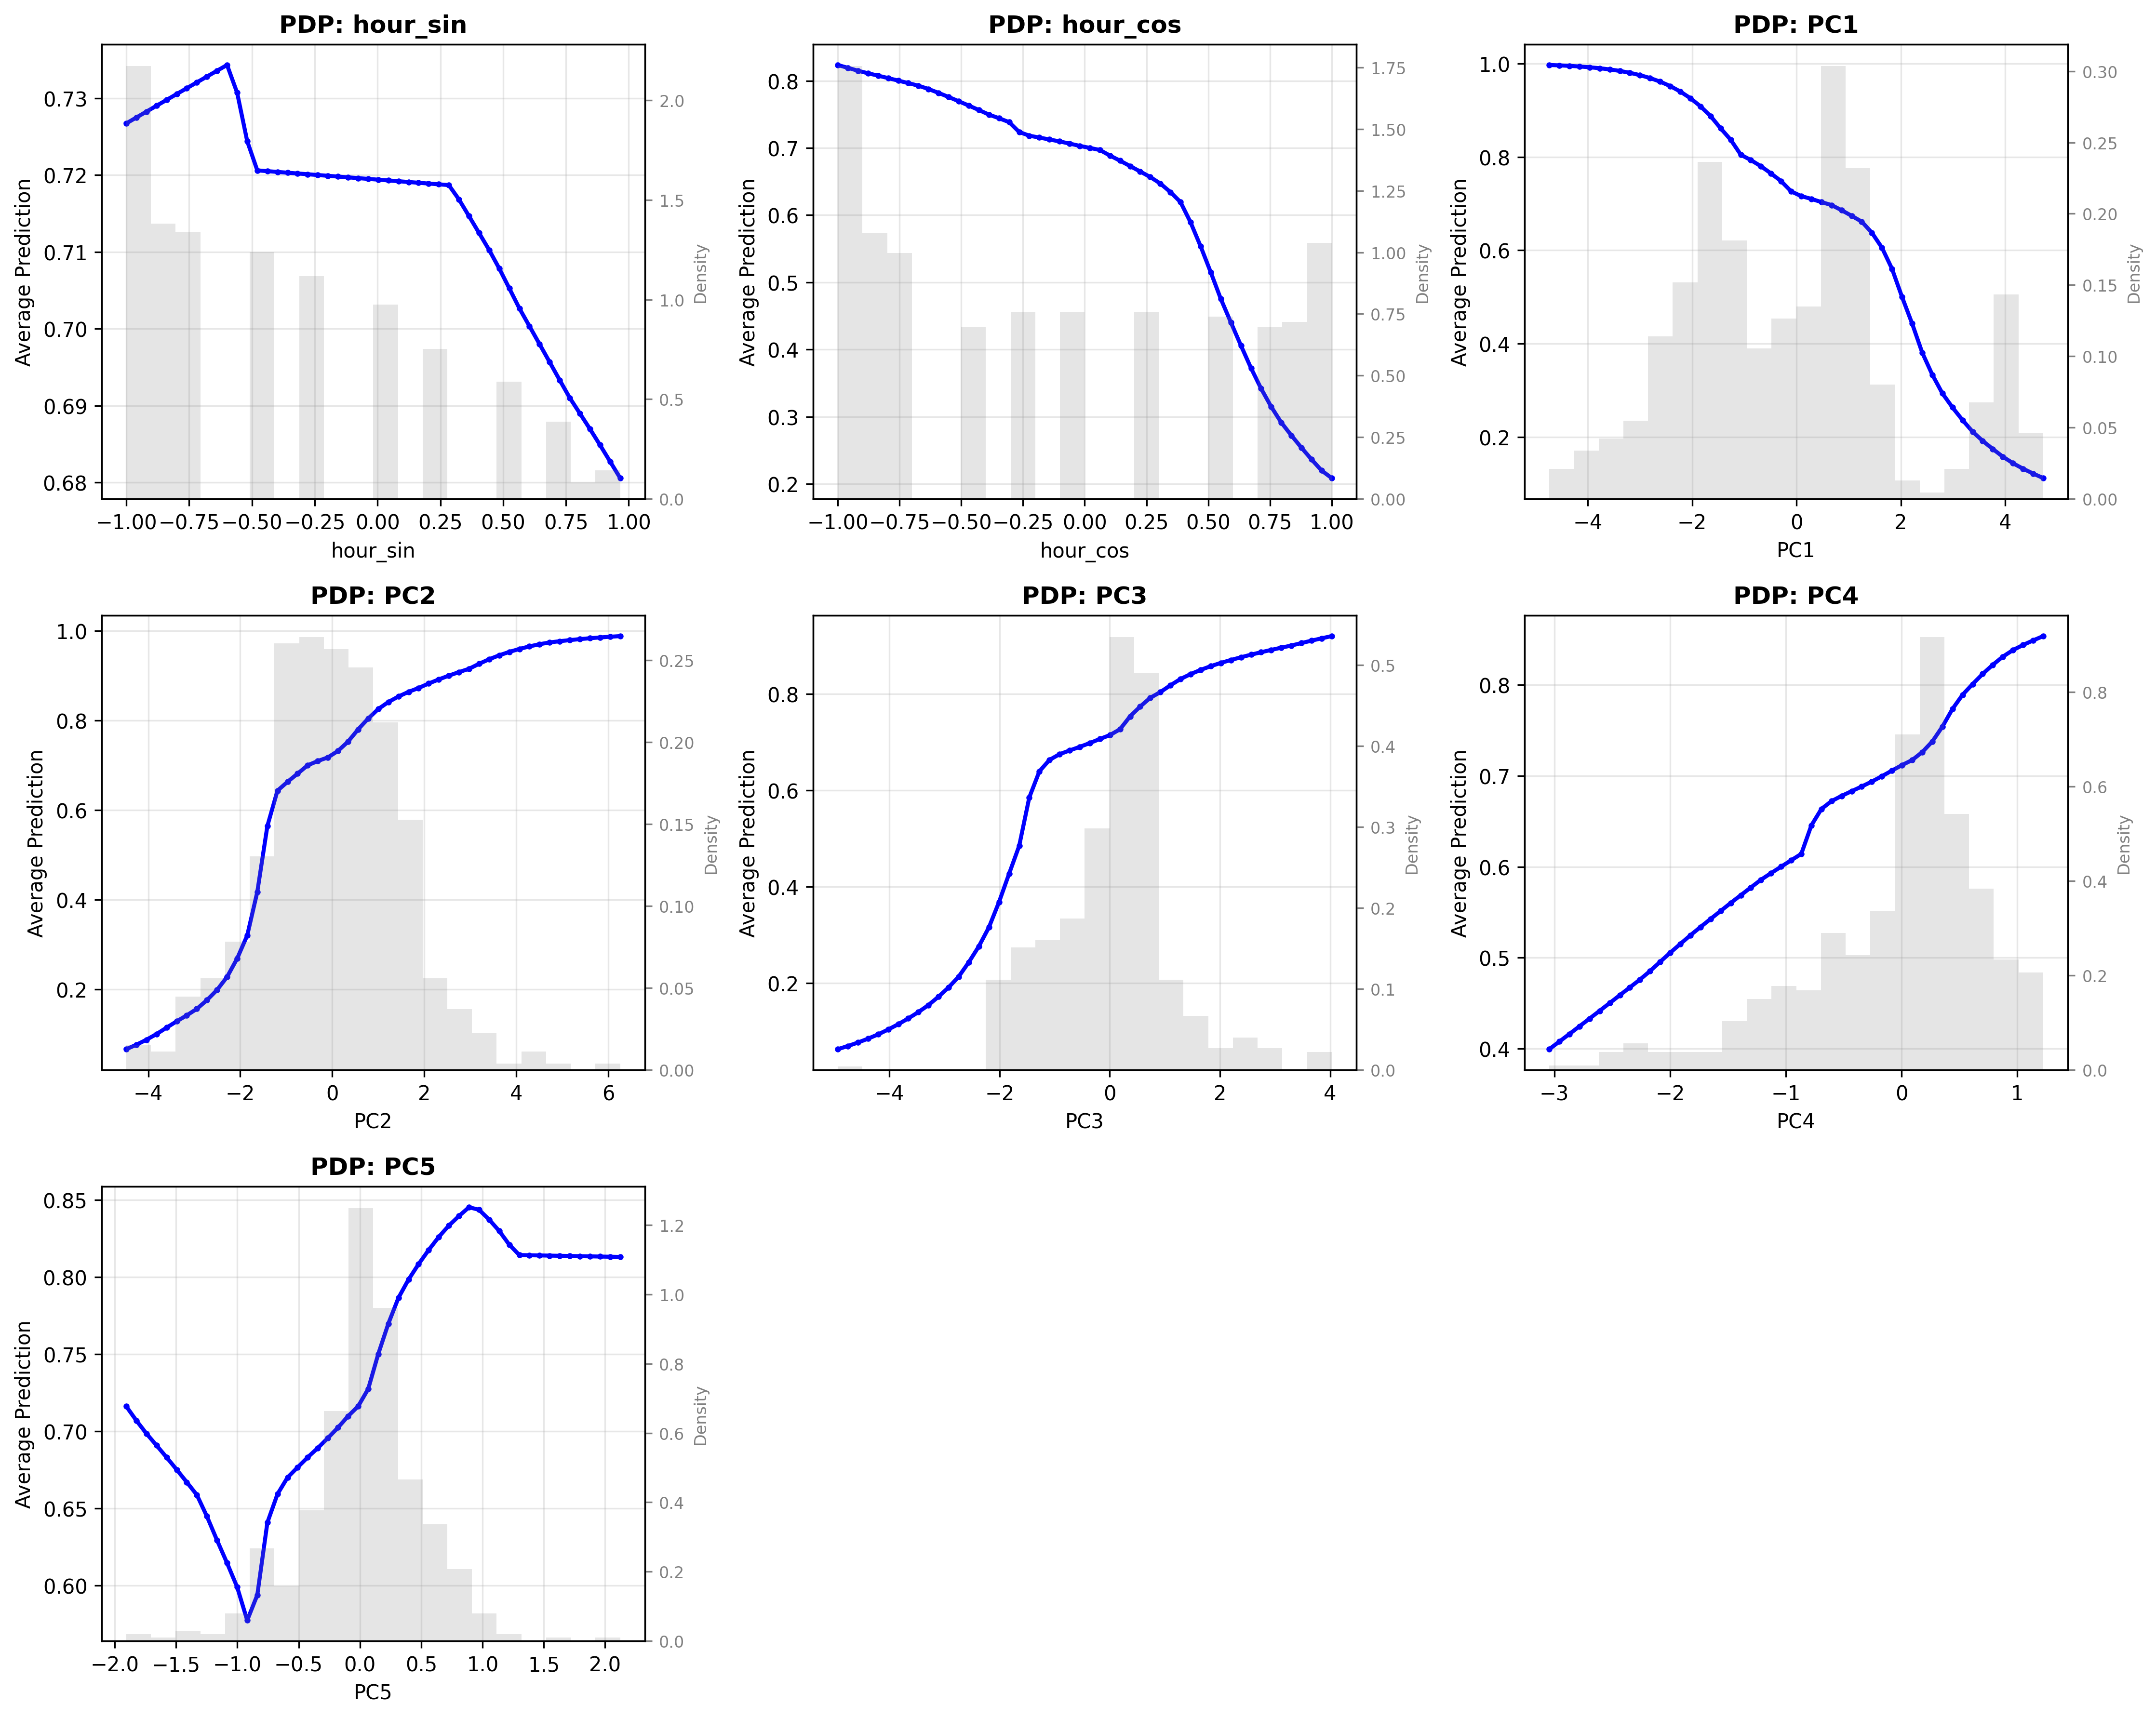 PDP: hour_sin
0.73
0.72
0.71
0.70
0.69
0.68
Average Prediction
2.0
1.5
1.0
0.5
0.0
Density
−1.00 −0.75 −0.50 −0.25 0.00 0.25 0.50 0.75 1.00
hour_sin
PDP: hour_cos
0.8
0.7
0.6
0.5
0.4
0.3
0.2
Average Prediction
1.75
1.50
1.25
1.00
0.75
0.50
0.25
0.00
Density
−1.00 −0.75 −0.50 −0.25 0.00 0.25 0.50 0.75 1.00
hour_cos
PDP: PC1
1.0
0.8
0.6
0.4
0.2
Average Prediction
0.30
0.25
0.20
0.15
0.10
0.05
0.00
Density
−4 −2 0 2 4
PC1
PDP: PC2
1.0
0.8
0.6
0.4
0.2
Average Prediction
0.25
0.20
0.15
0.10
0.05
0.00
Density
−4 −2 0 2 4 6
PC2
PDP: PC3
0.8
0.6
0.4
0.2
Average Prediction
0.5
0.4
0.3
0.2
0.1
0.0
Density
−4 −2 0 2 4
PC3
PDP: PC4
0.8
0.7
0.6
0.5
0.4
Average Prediction
0.8
0.6
0.4
0.2
0.0
Density
−3 −2 −1 0 1
PC4
PDP: PC5
0.85
0.80
0.75
0.70
0.65
0.60
Average Prediction
1.2
1.0
0.8
0.6
0.4
0.2
0.0
Density
−2.0 −1.5 −1.0 −0.5 0.0 0.5 1.0 1.5 2.0
PC5